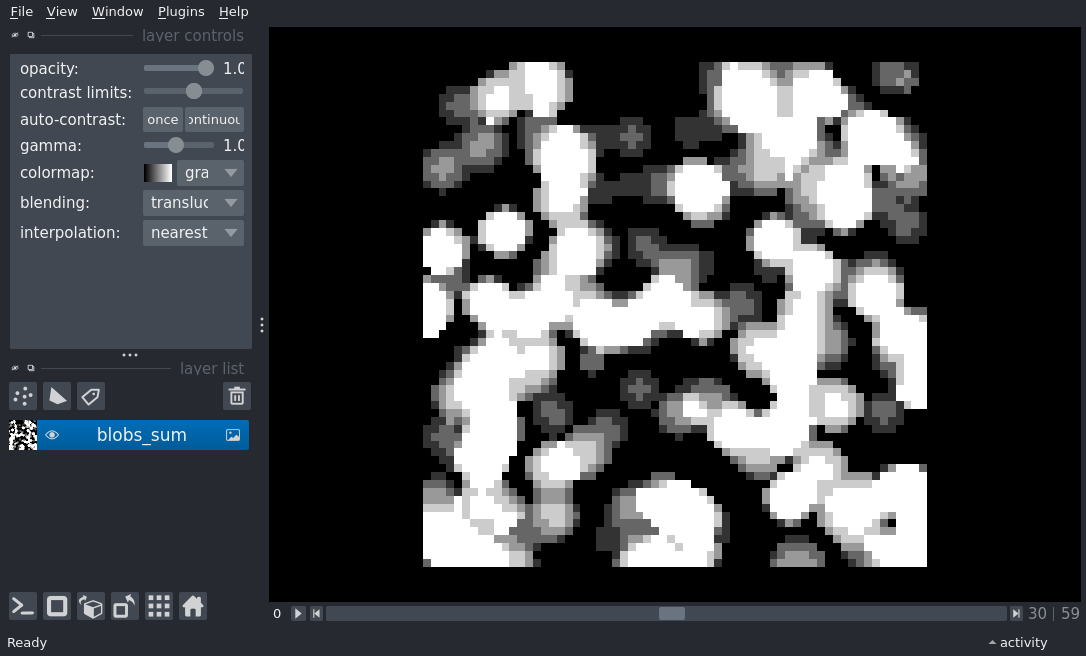 File View Window Plugins Help
layer controls
opacity: 1.0
contrast limits:
auto-contrast: once ontinuou
gamma: 1.0
colormap: gra
blending: transluc
interpolation: nearest
layer list
blobs_sum
0 30 | 59
Ready activity